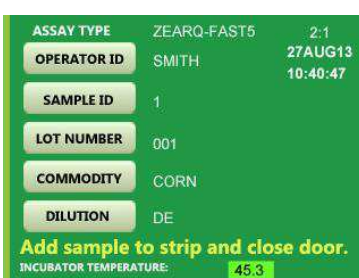 ASSAY TYPE ZEARQ-FAST5 2:1
OPERATOR ID SMITH 27AUG13
10:40:47
SAMPLE ID 1
LOT NUMBER 001
COMMODITY CORN
DILUTION DE
Add sample to strip and close door.
INCUBATOR TEMPERATURE: 45.3